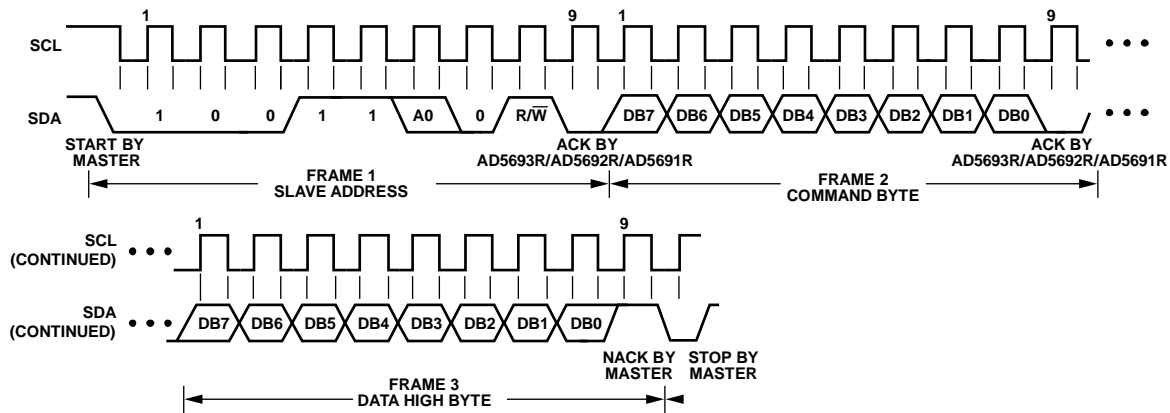 1 9 1 9
SCL
SDA 1 0 0 1 1 A0 0 R/W̅ DB7 DB6 DB5 DB4 DB3 DB2 DB1 DB0
START BY
MASTER
ACK BY
AD5693R/AD5692R/AD5691R
ACK BY
AD5693R/AD5692R/AD5691R
FRAME 1
SLAVE ADDRESS
FRAME 2
COMMAND BYTE
1 9
SCL
(CONTINUED)
SDA
(CONTINUED)
DB7 DB6 DB5 DB4 DB3 DB2 DB1 DB0
NACK BY
MASTER
STOP BY
MASTER
FRAME 3
DATA HIGH BYTE